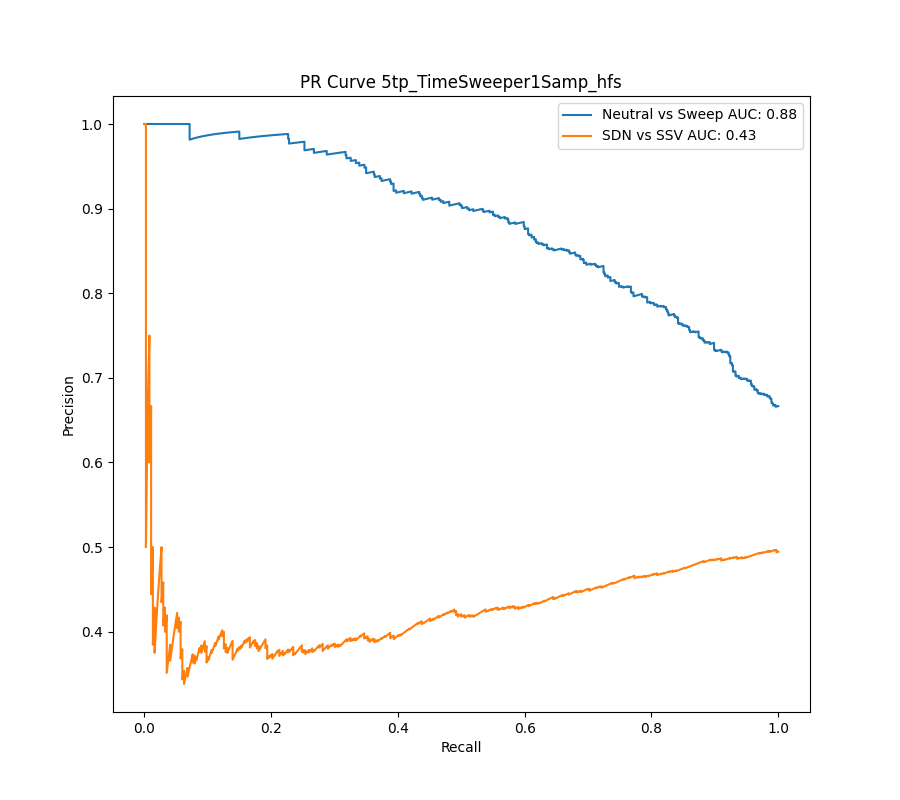 PR Curve 5tp_TimeSweeper1Samp_hfs
Neutral vs Sweep AUC: 0.88
SDN vs SSV AUC: 0.43
1.0
0.9
0.8
0.7
0.6
0.5
0.4
Precision
0.0 0.2 0.4 0.6 0.8 1.0
Recall